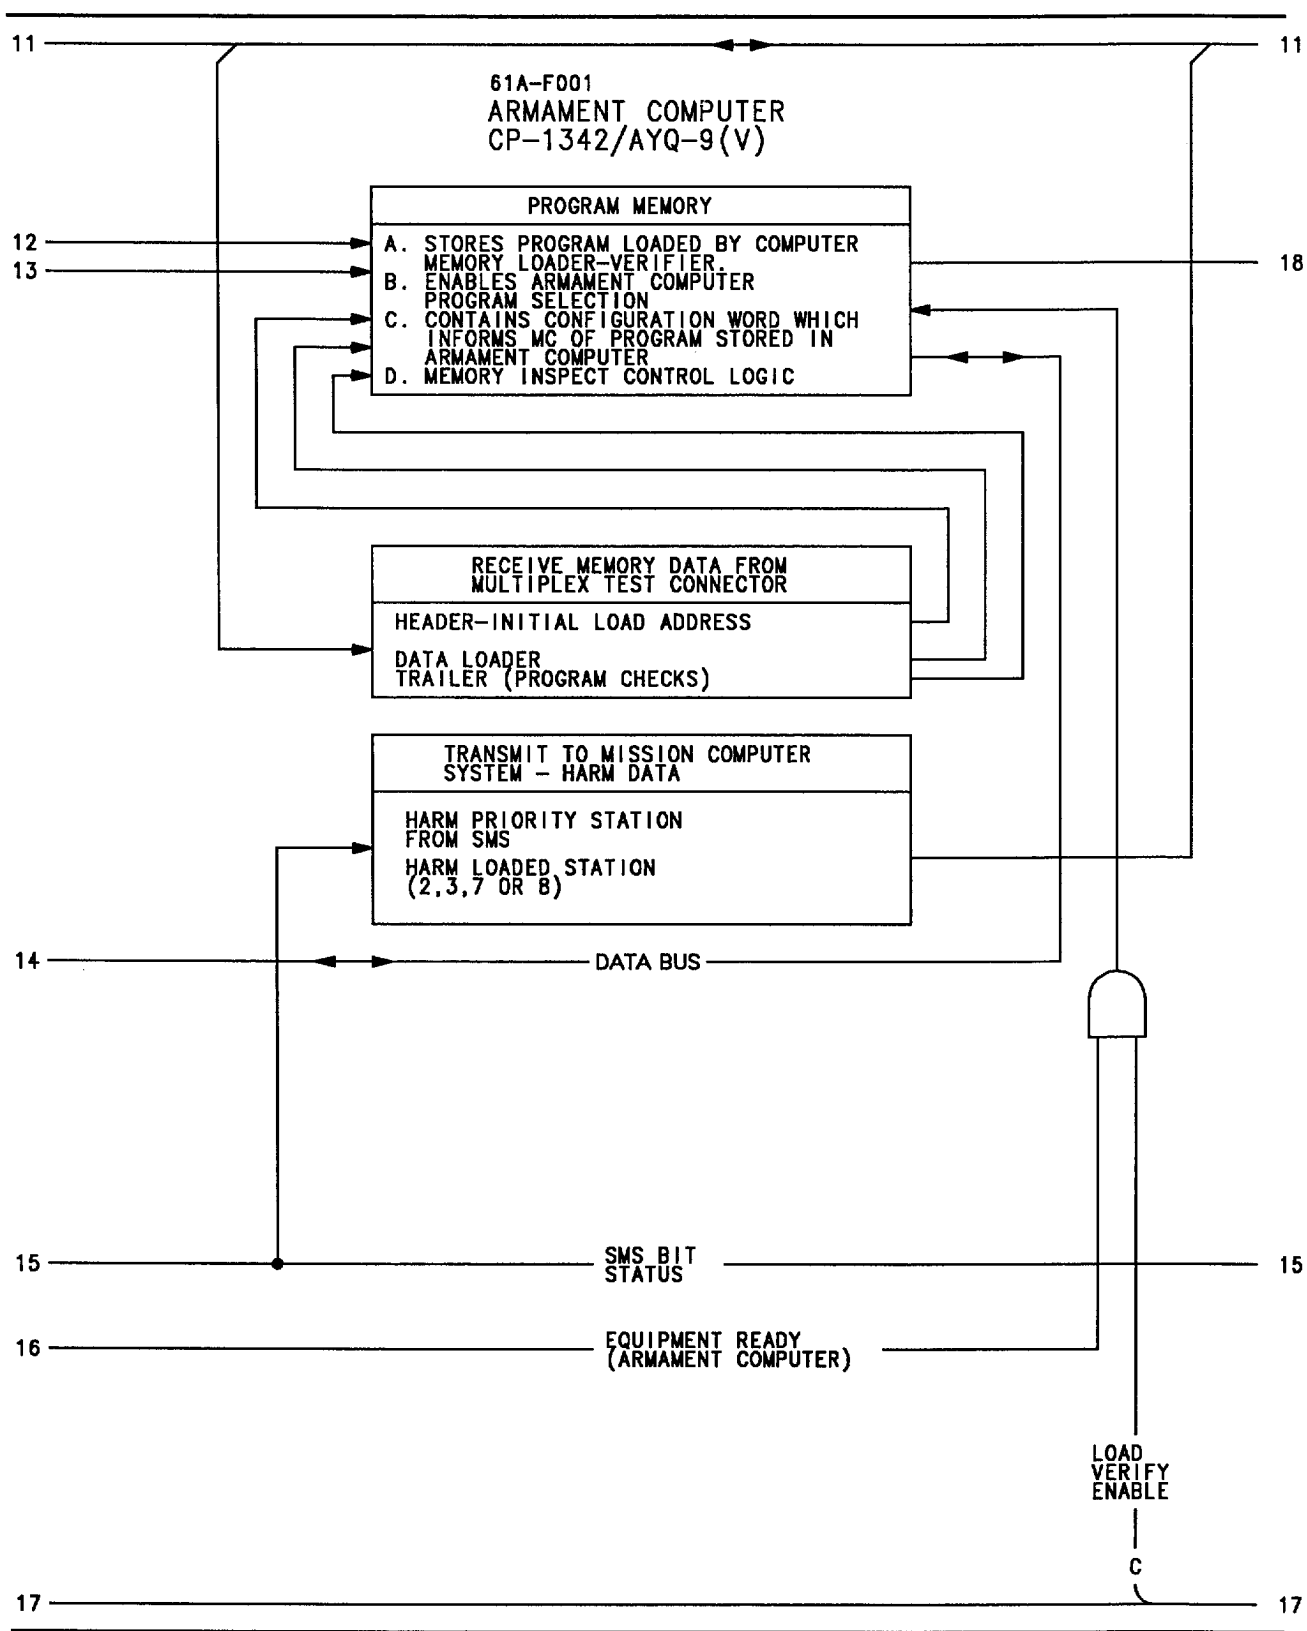 11
11
61A-F001
ARMAMENT COMPUTER
CP-1342/AYQ-9(V)
PROGRAM MEMORY
12
13
A. STORES PROGRAM LOADED BY COMPUTER
MEMORY LOADER-VERIFIER.
B. ENABLES ARMAMENT COMPUTER
PROGRAM SELECTION
C. CONTAINS CONFIGURATION WORD WHICH
INFORMS MC OF PROGRAM STORED IN
ARMAMENT COMPUTER
D. MEMORY INSPECT CONTROL LOGIC
18
RECEIVE MEMORY DATA FROM
MULTIPLEX TEST CONNECTOR
HEADER-INITIAL LOAD ADDRESS
DATA LOADER
TRAILER (PROGRAM CHECKS)
TRANSMIT TO MISSION COMPUTER
SYSTEM - HARM DATA
HARM PRIORITY STATION
FROM SMS
HARM LOADED STATION
(2,3,7 OR 8)
14
DATA BUS
15
SMS BIT
STATUS
15
16
EQUIPMENT READY
(ARMAMENT COMPUTER)
LOAD
VERIFY
ENABLE
C
17
17